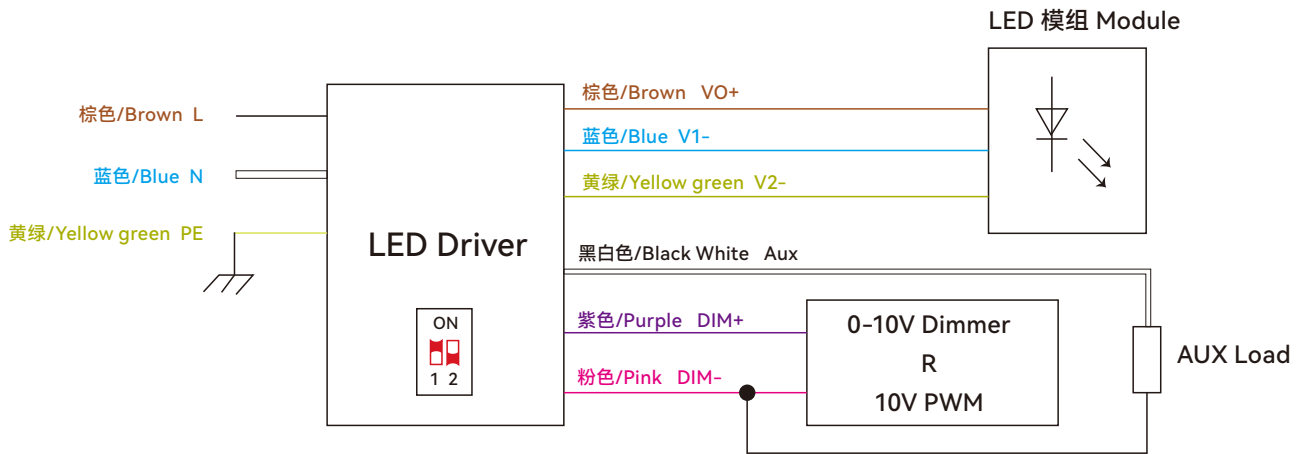 LED 模组 Module
棕色/Brown L
蓝色/Blue N
黄绿/Yellow green PE
LED Driver
ON
1 2
棕色/Brown VO+
蓝色/Blue V1-
黄绿/Yellow green V2-
黑白色/Black White Aux
紫色/Purple DIM+
粉色/Pink DIM-
0-10V Dimmer
R
10V PWM
AUX Load